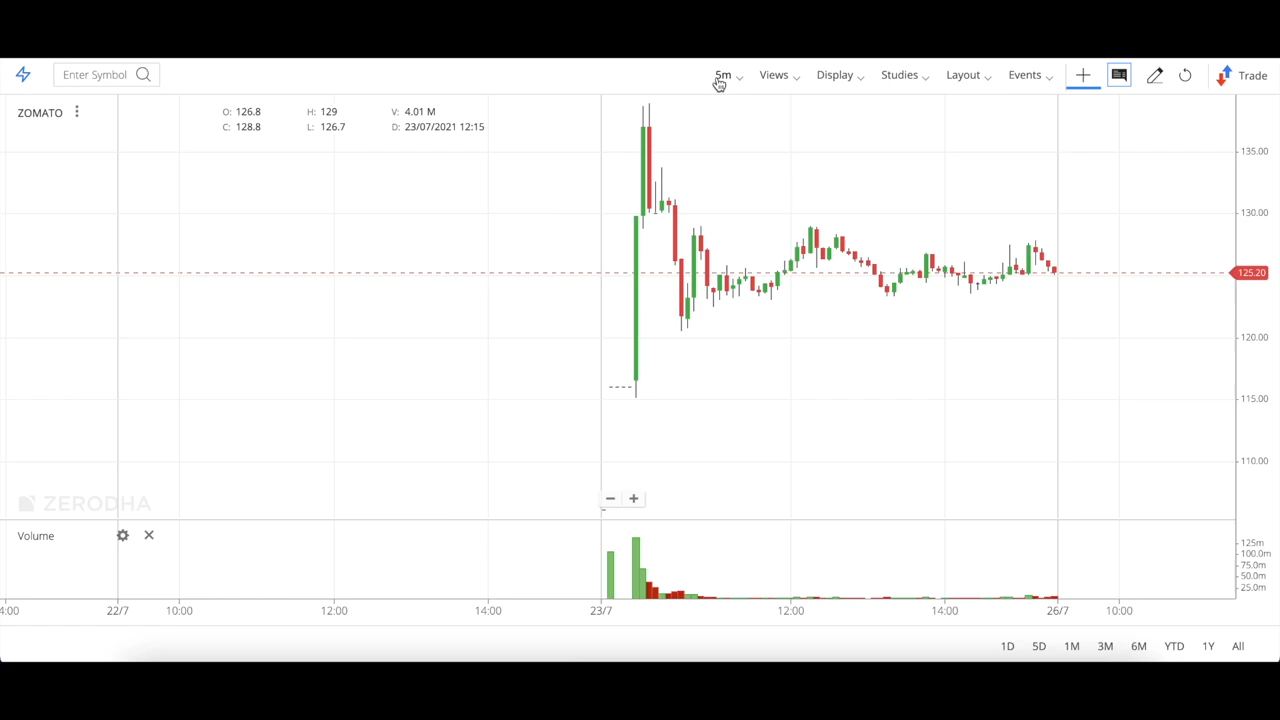 Enter Symbol 5m Views Display Studies Layout Events Trade
ZOMATO
O: 126.8 H: 129 V: 4.01 M
C: 128.8 L: 126.7 D: 23/07/2021 12:15
135.00
130.00
125.20
120.00
115.00
110.00
ZERODHA
Volume
125m
100.0m
75.0m
50.0m
25.0m
4:00 22/7 10:00 12:00 14:00 23/7 12:00 14:00 26/7 10:00
1D 5D 1M 3M 6M YTD 1Y All